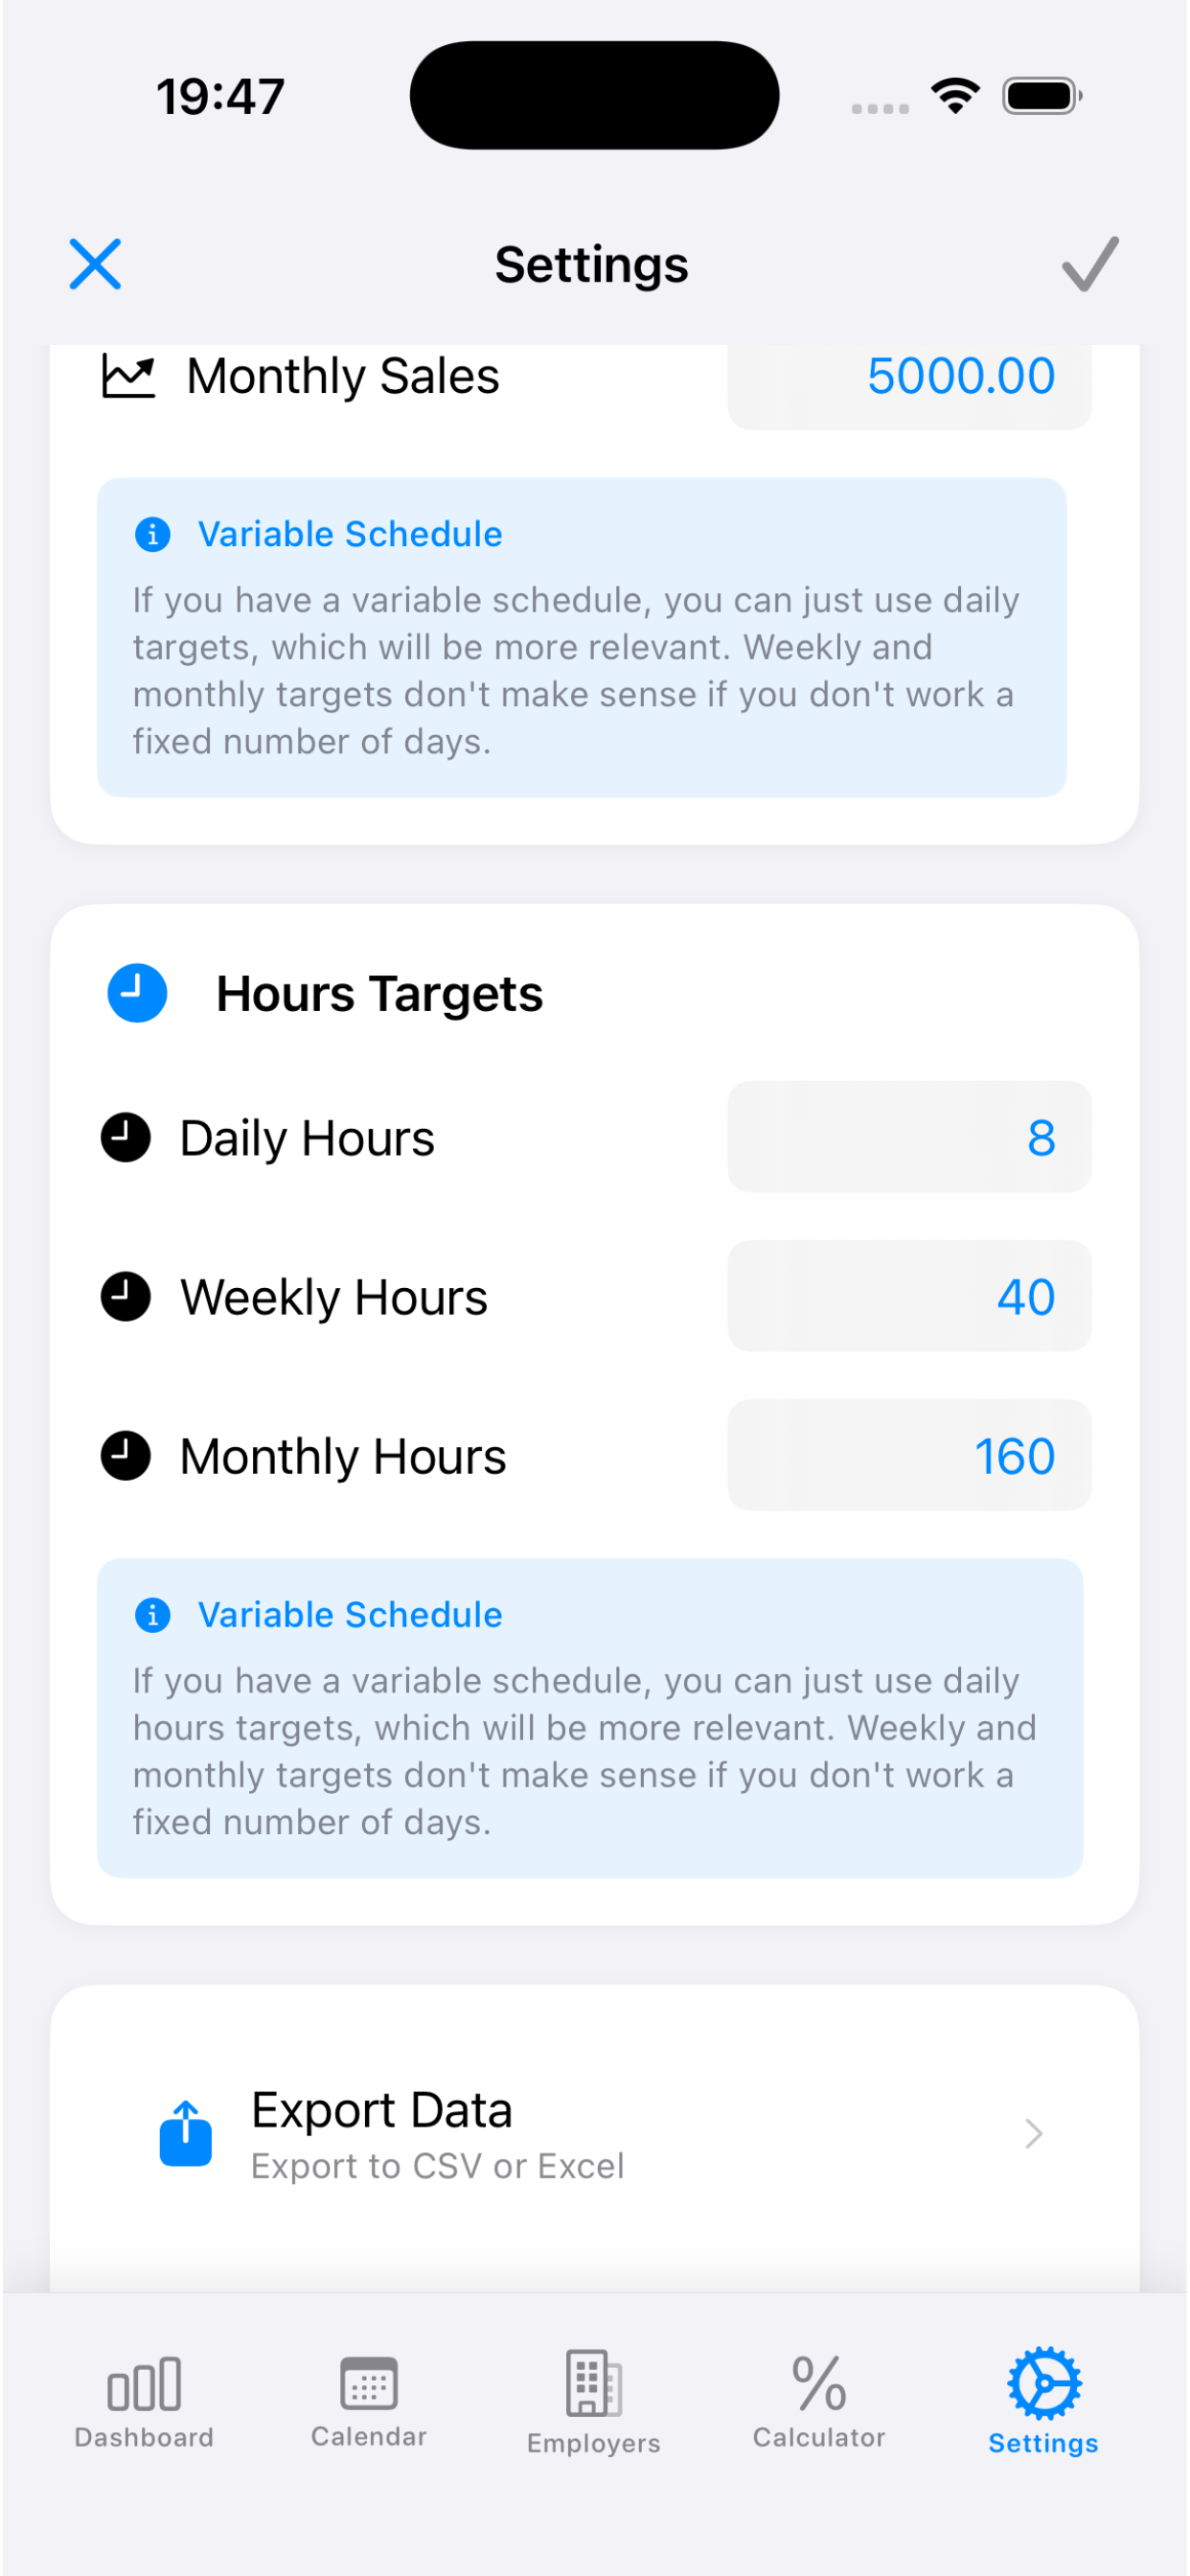 19:47
Settings
Monthly Sales
5000.00
Variable Schedule
If you have a variable schedule, you can just use daily
targets, which will be more relevant. Weekly and
monthly targets don't make sense if you don't work a
fixed number of days.
Hours Targets
Daily Hours
8
Weekly Hours
40
Monthly Hours
160
Variable Schedule
If you have a variable schedule, you can just use daily
hours targets, which will be more relevant. Weekly and
monthly targets don't make sense if you don't work a
fixed number of days.
Export Data
Export to CSV or Excel
Dashboard
Calendar
Employers
Calculator
Settings